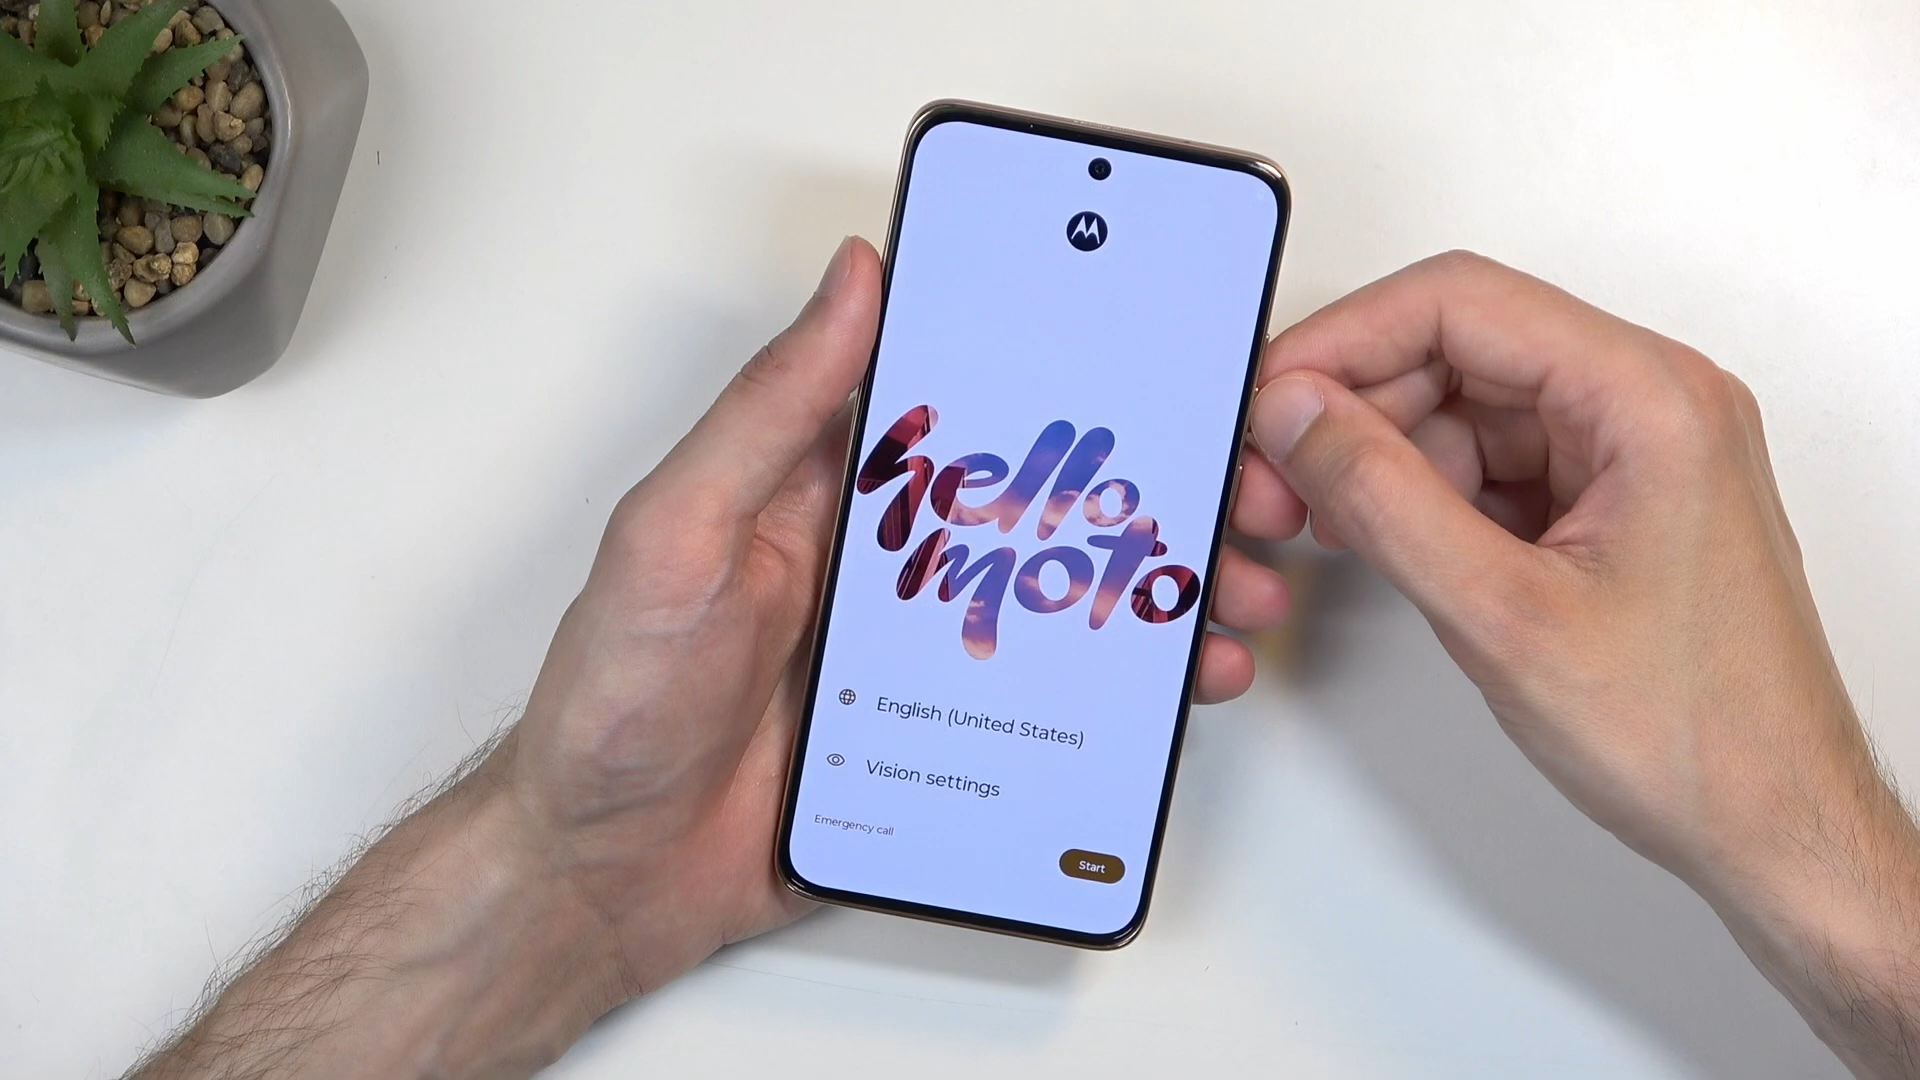 hello
moto
English (United States)
Vision settings
Emergency call
Start